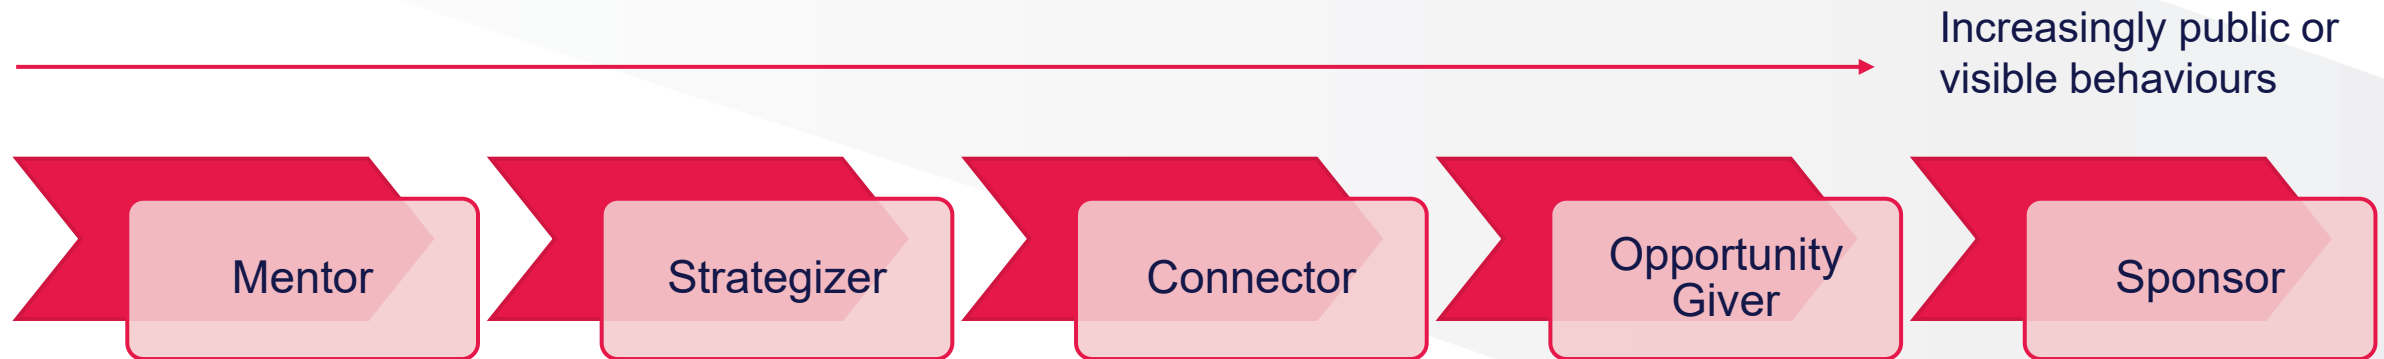 Increasingly public or
visible behaviours
Mentor
Strategizer
Connector
Opportunity
Giver
Sponsor